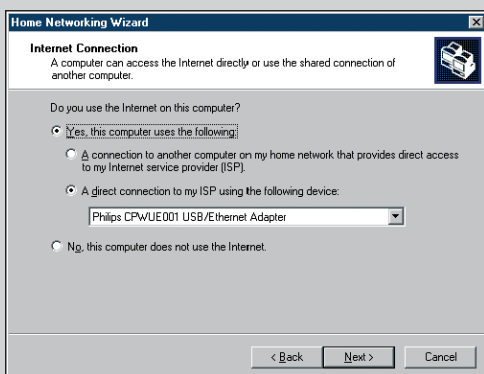 Home Networking Wizard
Internet Connection
A computer can access the Internet directly or use the shared connection of
another computer.
Do you use the Internet on this computer?
Yes, this computer uses the following:
A connection to another computer on my home network that provides direct access
to my Internet service provider (ISP).
A direct connection to my ISP using the following device:
Philips CPWUE001 USB/Ethernet Adapter
No, this computer does not use the Internet.
< Back
Next >
Cancel